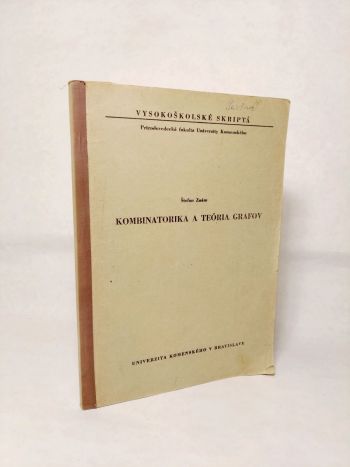 VYSOKOŠKOLSKÉ SKRIPTÁ
Prírodovedecká fakulta Univerzity Komenského
Štefan Znám
KOMBINATORIKA A TEÓRIA GRAFOV
UNIVERZITA KOMENSKÉHO V BRATISLAVE